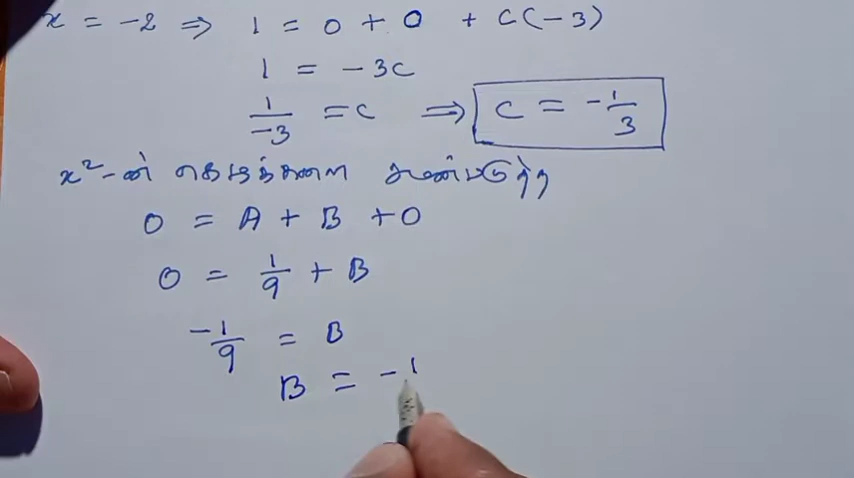 x = -2 ⇒ 1 = 0 + 0 + C(-3)
1 = -3C
1/-3 = C ⇒ C = -1/3
x²-ன் கெழுக்களை சமன்படுத்த
0 = A + B + 0
0 = 1/9 + B
-1/9 = B
B = -1